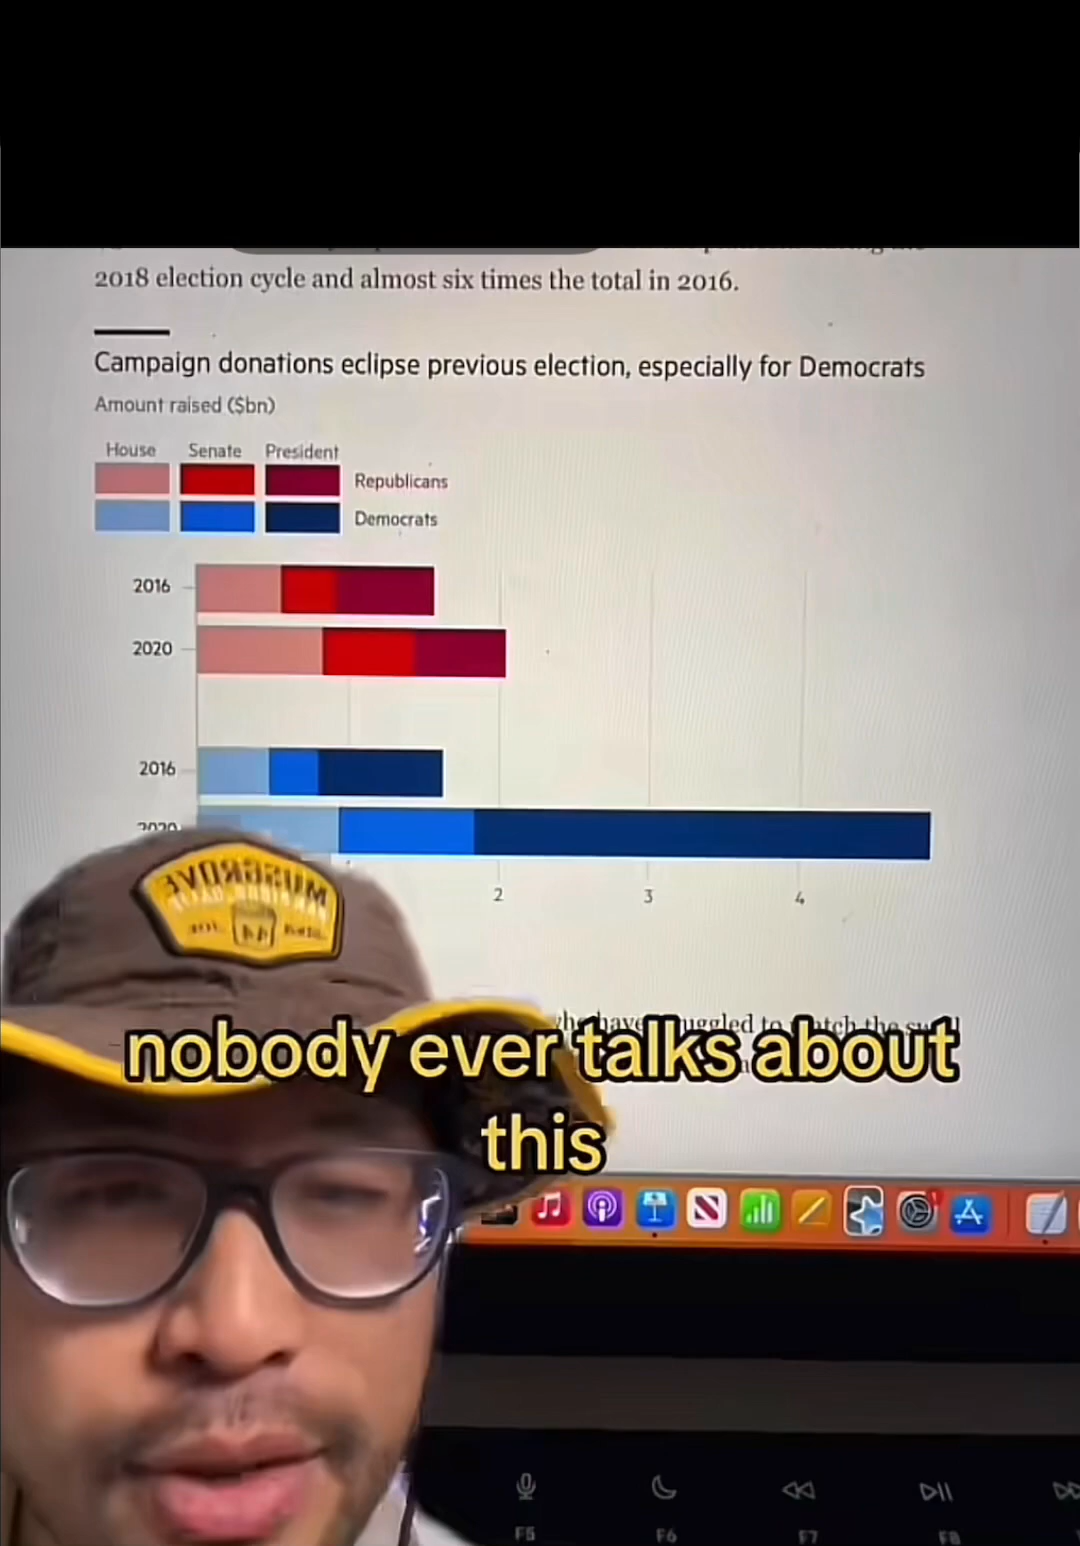 2018 election cycle and almost six times the total in 2016.
Campaign donations eclipse previous election, especially for Democrats
Amount raised ($bn)
House Senate President
Republicans
Democrats
2016
2020
2016
2020
2 3 4
MUSGROVE
nobody ever talks about
this
F5 F6 F7 F8